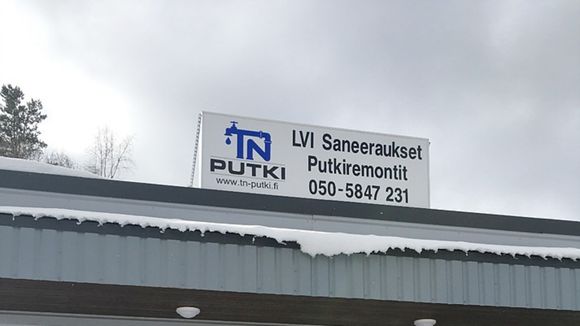 TN
PUTKI
www.tn-putki.fi
LVI Saneeraukset
Putkiremontit
050-5847 231